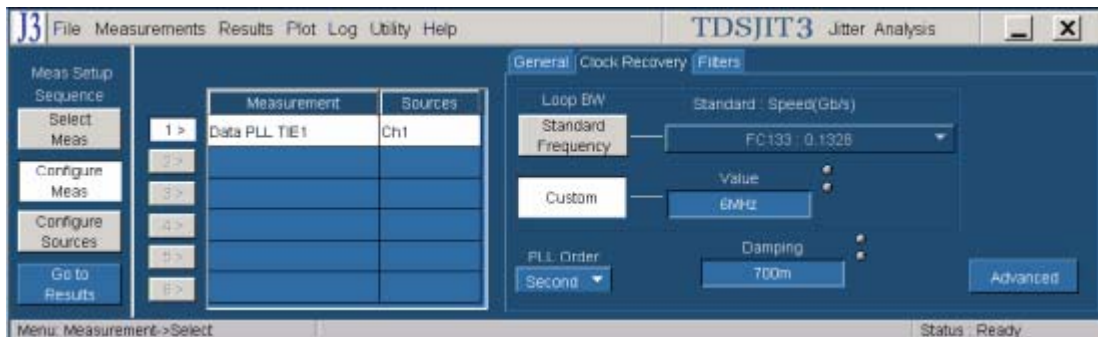 J3 File Measurements Results Plot Log Utility Help TDSJIT3 Jitter Analysis
Meas Setup
Sequence
Select
Meas
Configure
Meas
Configure
Sources
Go to
Results
Measurement Sources
1 > Data PLL TIE1 Ch1
2 >
3 >
4 >
5 >
6 >
General Clock Recovery Filters
Loop BW Standard : Speed(Gb/s)
Standard
Frequency
FC133 : 0.1328
Custom
Value
6MHz
PLL Order
Second
Damping
700m
Advanced
Menu: Measurement->Select Status : Ready